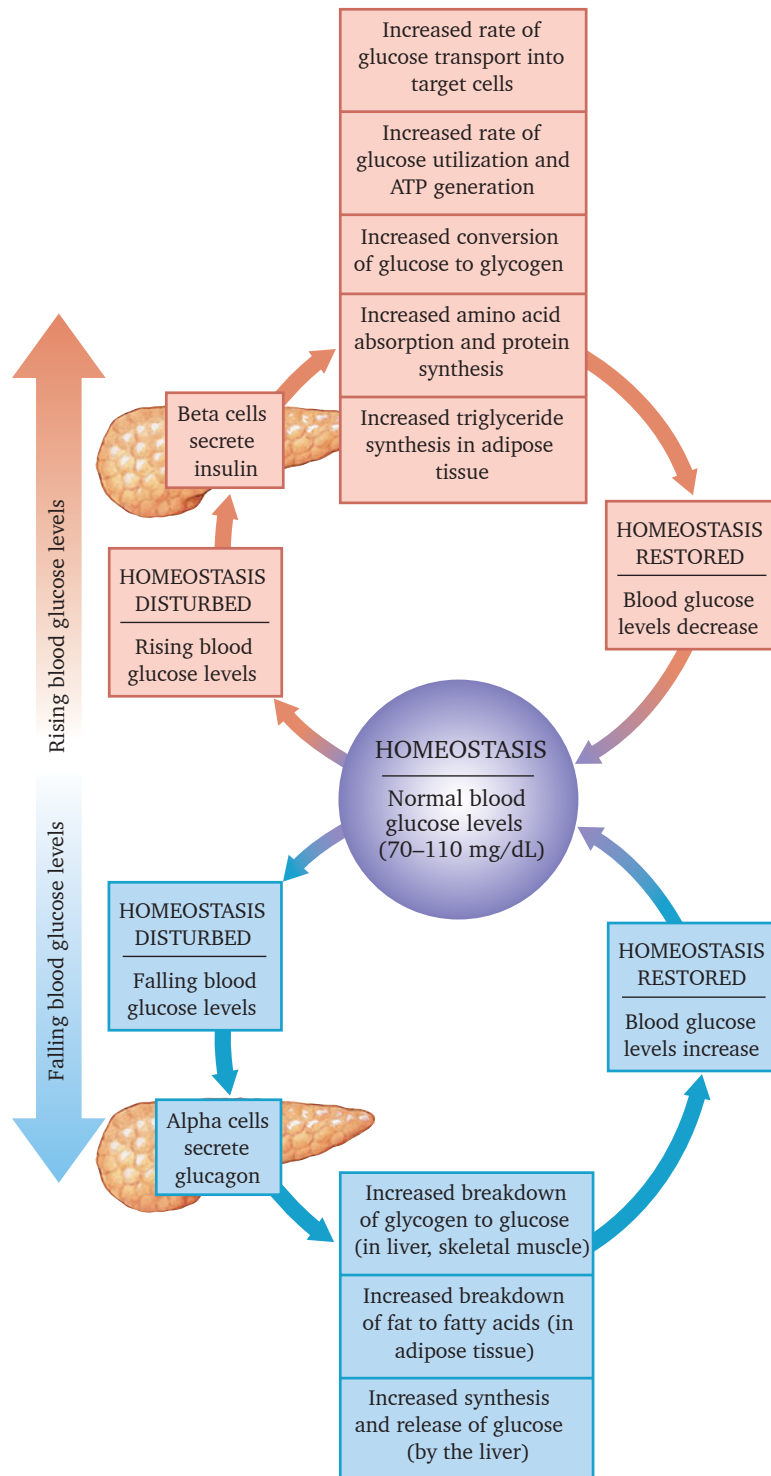 Increased rate of
glucose transport into
target cells
Increased rate of
glucose utilization and
ATP generation
Increased conversion
of glucose to glycogen
Increased amino acid
absorption and protein
synthesis
Increased triglyceride
synthesis in adipose
tissue
Beta cells
secrete
insulin
HOMEOSTASIS
DISTURBED
Rising blood
glucose levels
HOMEOSTASIS
RESTORED
Blood glucose
levels decrease
Rising blood glucose levels
HOMEOSTASIS
Normal blood
glucose levels
(70–110 mg/dL)
Falling blood glucose levels
HOMEOSTASIS
DISTURBED
Falling blood
glucose levels
HOMEOSTASIS
RESTORED
Blood glucose
levels increase
Alpha cells
secrete
glucagon
Increased breakdown
of glycogen to glucose
(in liver, skeletal muscle)
Increased breakdown
of fat to fatty acids (in
adipose tissue)
Increased synthesis
and release of glucose
(by the liver)